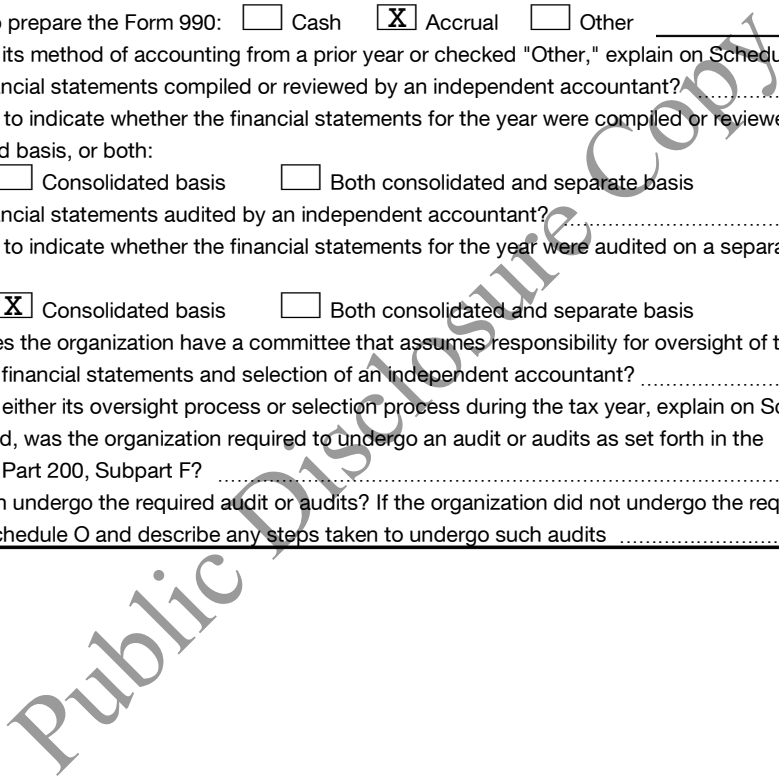 prepare the Form 990: Cash X Accrual Other
its method of accounting from a prior year or checked "Other," explain on Schedu
ncial statements compiled or reviewed by an independent accountant?
to indicate whether the financial statements for the year were compiled or reviewe
d basis, or both:
Consolidated basis Both consolidated and separate basis
ncial statements audited by an independent accountant?
to indicate whether the financial statements for the year were audited on a separa
X Consolidated basis Both consolidated and separate basis
es the organization have a committee that assumes responsibility for oversight of t
financial statements and selection of an independent accountant?
either its oversight process or selection process during the tax year, explain on Sc
d, was the organization required to undergo an audit or audits as set forth in the
Part 200, Subpart F?
n undergo the required audit or audits? If the organization did not undergo the req
chedule O and describe any steps taken to undergo such audits
Public Disclosure Copy